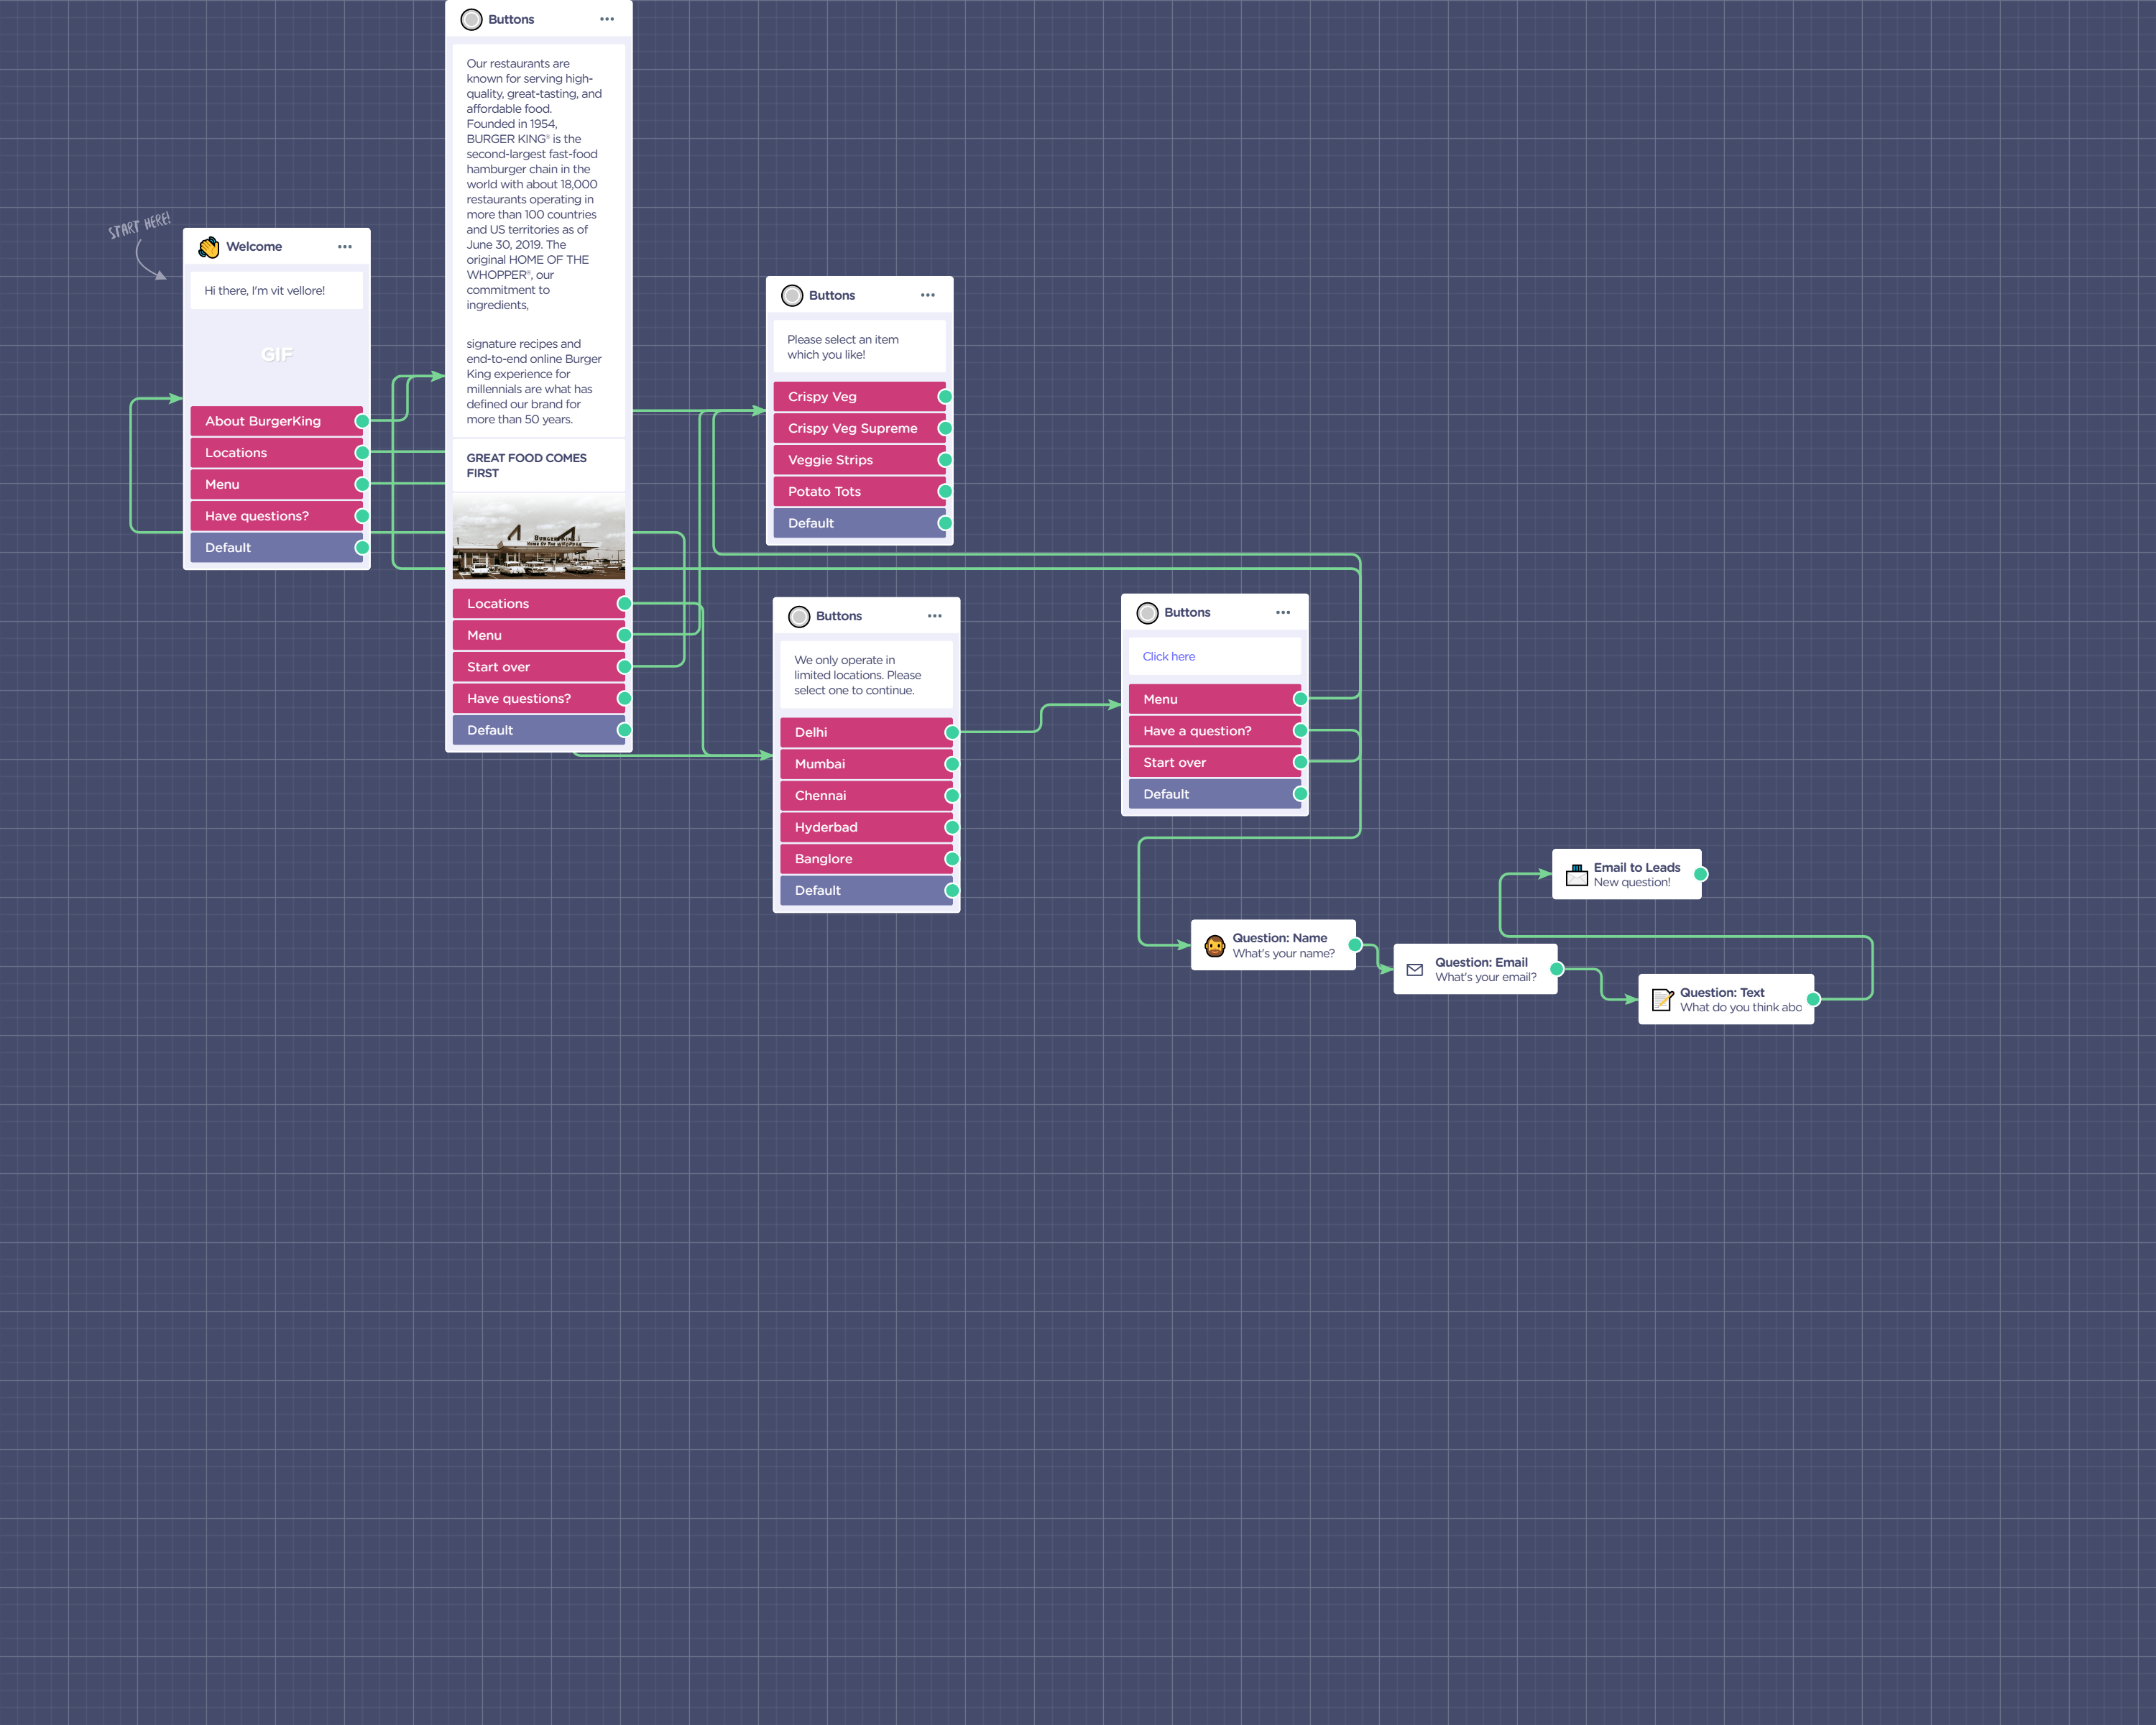 START HERE!
Welcome
Hi there, I'm vit vellore!
GIF
About BurgerKing
Locations
Menu
Have questions?
Default
Buttons
Our restaurants are
known for serving high-
quality, great-tasting, and
affordable food.
Founded in 1954,
BURGER KING® is the
second-largest fast-food
hamburger chain in the
world with about 18,000
restaurants operating in
more than 100 countries
and US territories as of
June 30, 2019. The
original HOME OF THE
WHOPPER®, our
commitment to
ingredients,
signature recipes and
end-to-end online Burger
King experience for
millennials are what has
defined our brand for
more than 50 years.
GREAT FOOD COMES
FIRST
BURGER KING
HOME OF THE WHOPPER
Locations
Menu
Start over
Have questions?
Default
Buttons
Please select an item
which you like!
Crispy Veg
Crispy Veg Supreme
Veggie Strips
Potato Tots
Default
Buttons
We only operate in
limited locations. Please
select one to continue.
Delhi
Mumbai
Chennai
Hyderbad
Banglore
Default
Buttons
Click here
Menu
Have a question?
Start over
Default
Question: Name
What's your name?
Question: Email
What's your email?
Question: Text
What do you think abo
Email to Leads
New question!